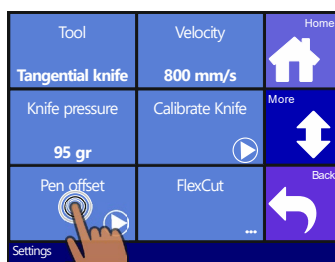 Tool
Tangential knife
Velocity
800 mm/s
Home
Knife pressure
95 gr
Calibrate Knife
More
Pen offset
FlexCut
...
Back
Settings